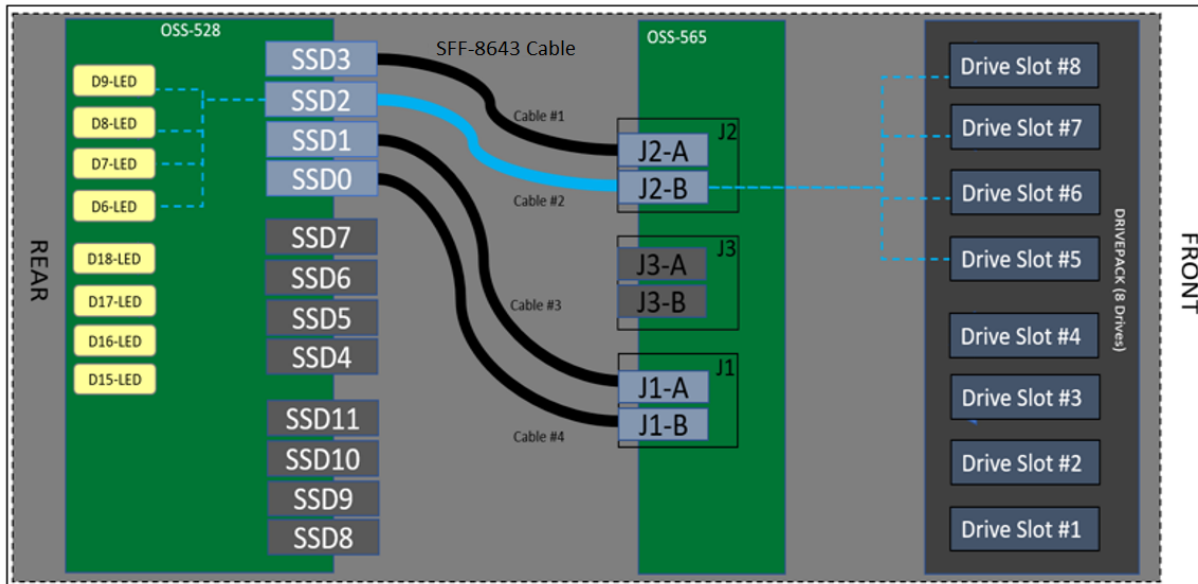 OSS-528
D9-LED
D8-LED
D7-LED
D6-LED
D18-LED
D17-LED
D16-LED
D15-LED
REAR
SSD3
SSD2
SSD1
SSD0
SSD7
SSD6
SSD5
SSD4
SSD11
SSD10
SSD9
SSD8
SFF-8643 Cable
Cable #1
Cable #2
Cable #3
Cable #4
OSS-565
J2
J2-A
J2-B
J3
J3-A
J3-B
J1
J1-A
J1-B
Drive Slot #8
Drive Slot #7
Drive Slot #6
Drive Slot #5
Drive Slot #4
Drive Slot #3
Drive Slot #2
Drive Slot #1
DRIVEPACK (8 Drives)
FRONT